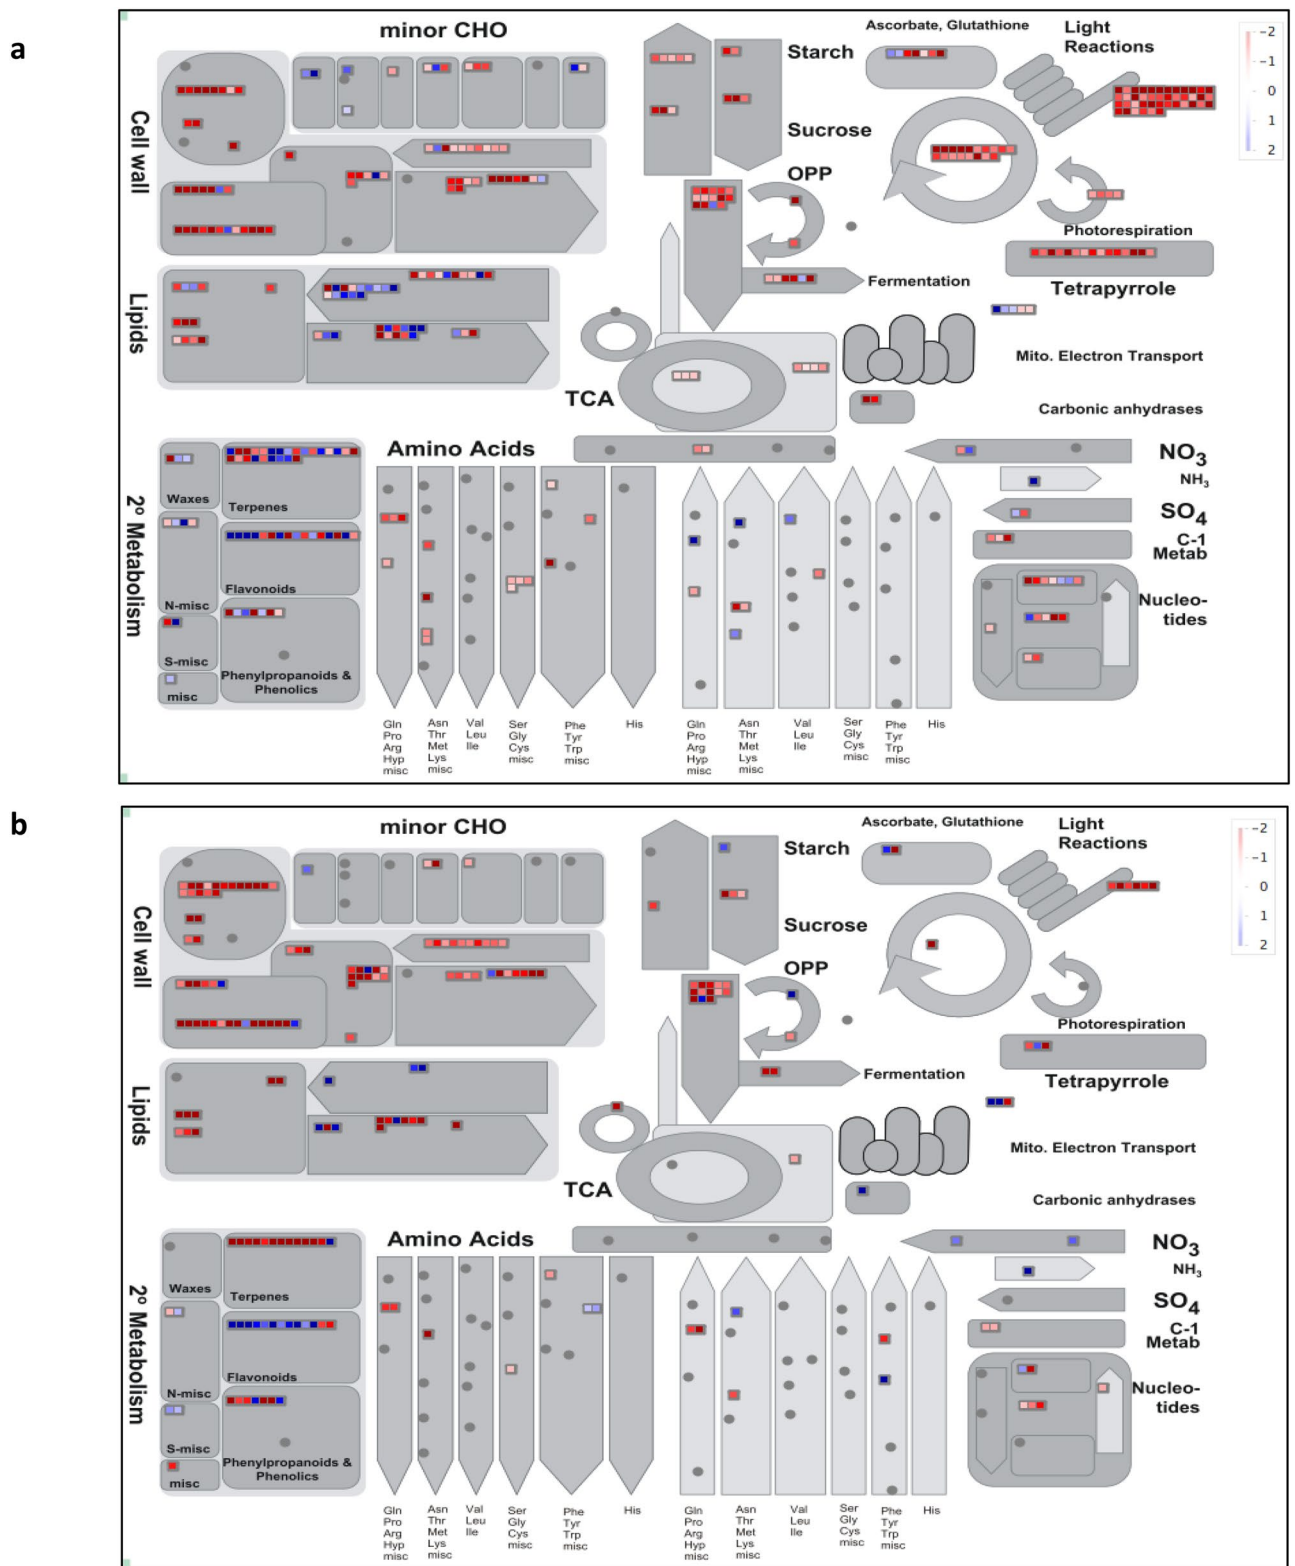 a
minor CHO
Starch
Sucrose
OPP
Ascorbate, Glutathione
Light
Reactions
-2
-1
0
1
2
Cell wall
Photorespiration
Tetrapyrrole
Fermentation
Lipids
TCA
Mito. Electron Transport
Carbonic anhydrases
Amino Acids
NO3
NH3
SO4
C-1
Metab
Nucleo-
tides
2º Metabolism
Waxes
Terpenes
N-misc
Flavonoids
S-misc
misc
Phenylpropanoids &
Phenolics
Gln
Pro
Arg
Hyp
misc
Asn
Thr
Met
Lys
misc
Val
Leu
Ile
Ser
Gly
Cys
misc
Phe
Tyr
Trp
misc
His
Gln
Pro
Arg
Hyp
misc
Asn
Thr
Met
Lys
misc
Val
Leu
Ile
Ser
Gly
Cys
misc
Phe
Tyr
Trp
misc
His
b
minor CHO
Starch
Sucrose
OPP
Ascorbate, Glutathione
Light
Reactions
-2
-1
0
1
2
Cell wall
Photorespiration
Tetrapyrrole
Fermentation
Lipids
TCA
Mito. Electron Transport
Carbonic anhydrases
Amino Acids
NO3
NH3
SO4
C-1
Metab
Nucleo-
tides
2º Metabolism
Waxes
Terpenes
N-misc
Flavonoids
S-misc
misc
Phenylpropanoids &
Phenolics
Gln
Pro
Arg
Hyp
misc
Asn
Thr
Met
Lys
misc
Val
Leu
Ile
Ser
Gly
Cys
misc
Phe
Tyr
Trp
misc
His
Gln
Pro
Arg
Hyp
misc
Asn
Thr
Met
Lys
misc
Val
Leu
Ile
Ser
Gly
Cys
misc
Phe
Tyr
Trp
misc
His